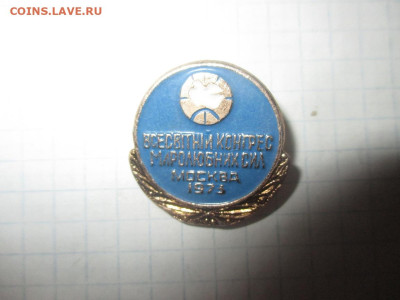 COINS.LAVE.RU
ВСЕСВІТНІЙ КОНГРЕС
МИРОЛЮБНИХ СИЛ
МОСКВА
1973